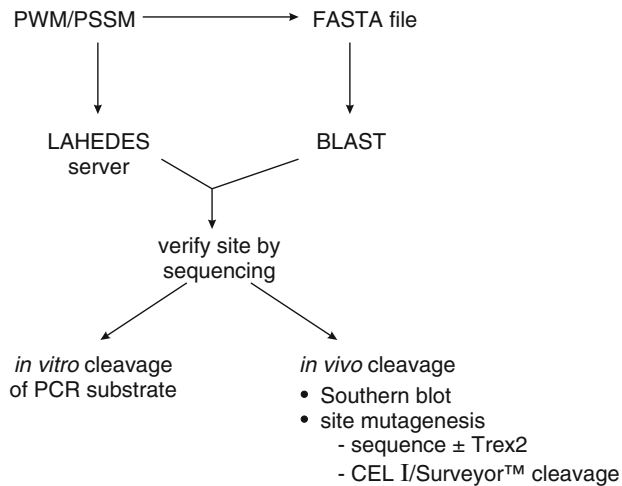 PWM/PSSM
FASTA file
LAHEDES
server
BLAST
verify site by
sequencing
in vitro cleavage
of PCR substrate
in vivo cleavage
• Southern blot
• site mutagenesis
- sequence ± Trex2
- CEL I/Surveyor™ cleavage